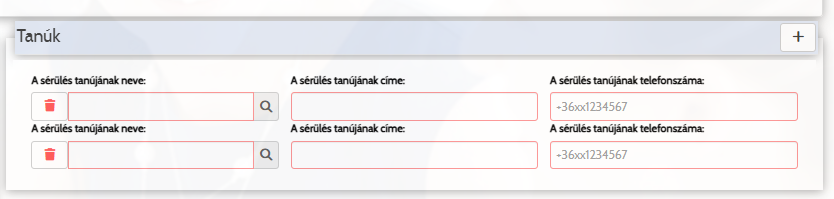 Tanúk
A sérülés tanújának neve: A sérülés tanújának címe: A sérülés tanújának telefonszáma:
+36xx1234567
A sérülés tanújának neve: A sérülés tanújának címe: A sérülés tanújának telefonszáma:
+36xx1234567